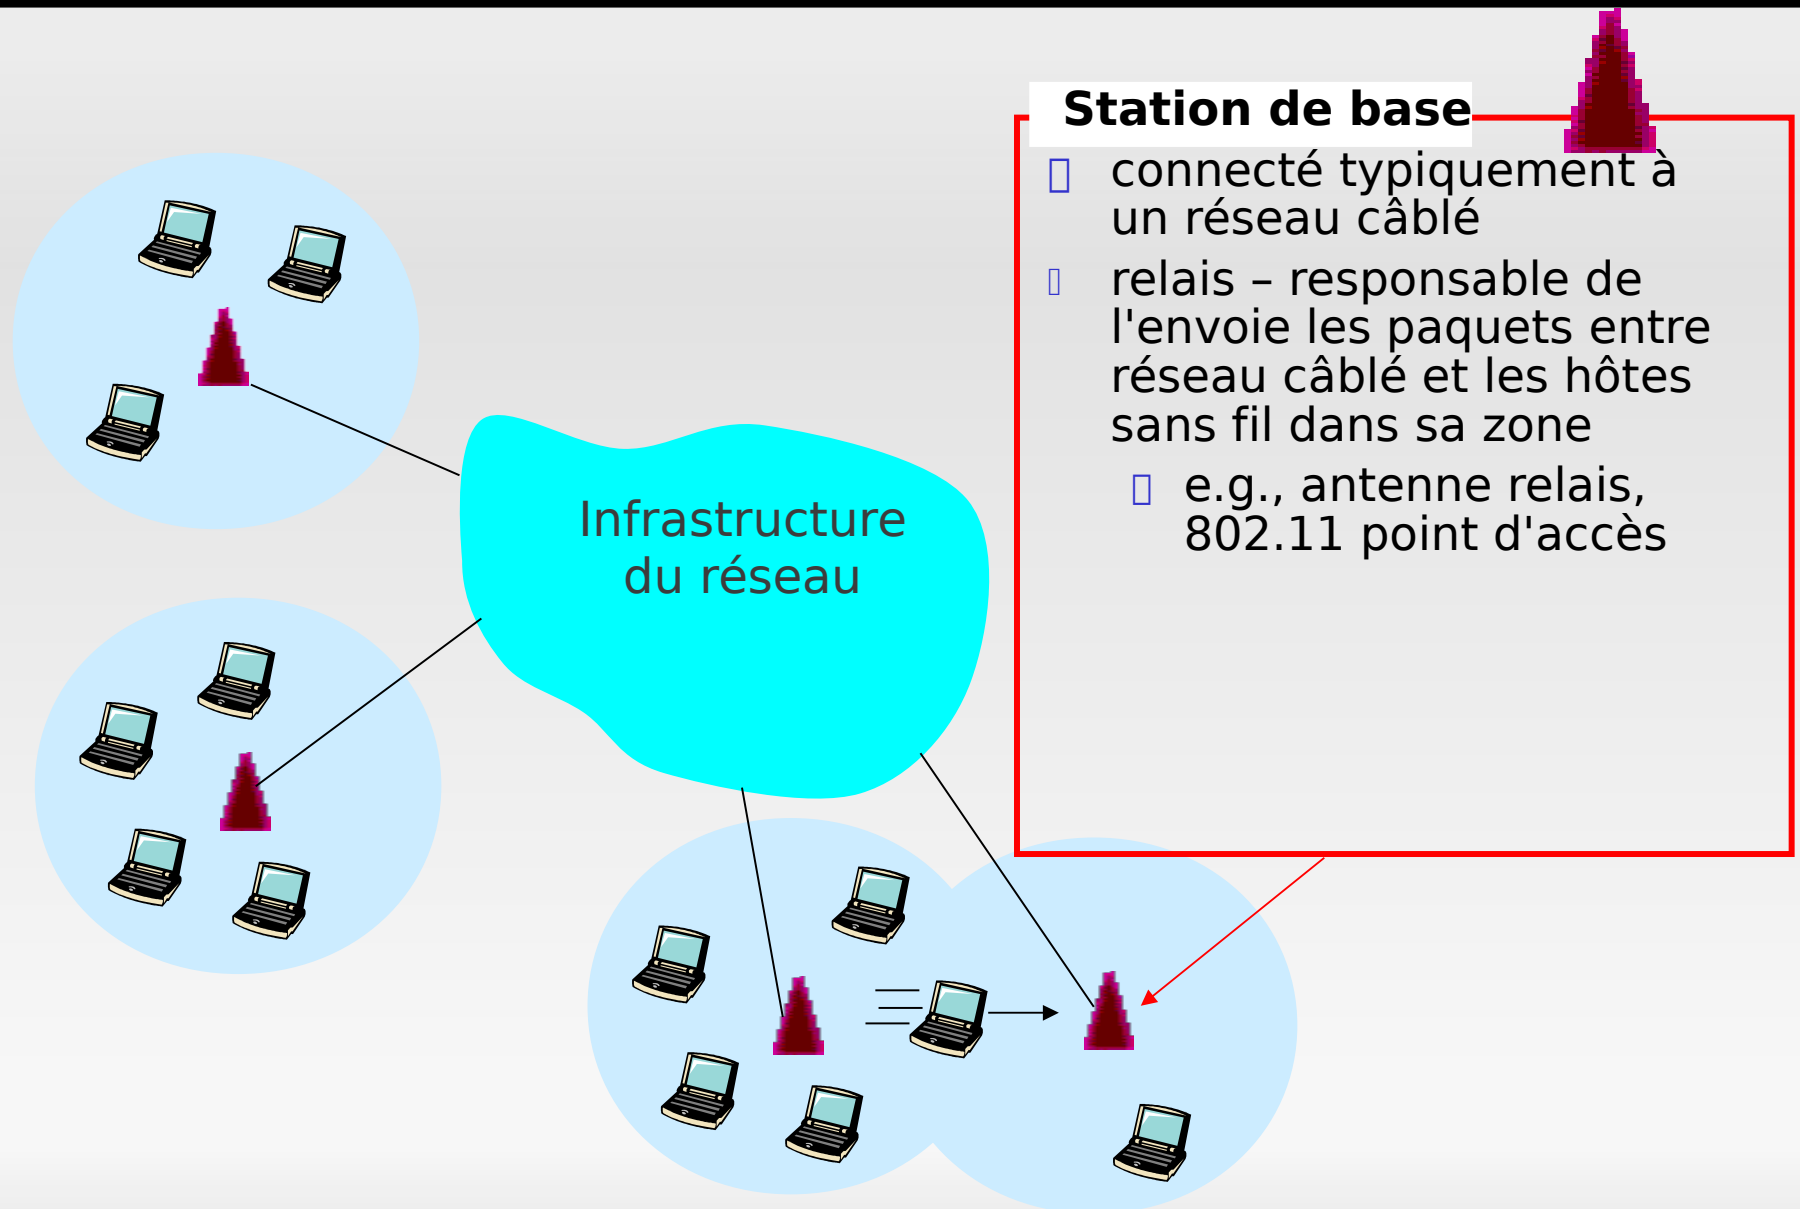 Station de base
connecté typiquement à
un réseau câblé
relais – responsable de
l'envoie les paquets entre
réseau câblé et les hôtes
sans fil dans sa zone
e.g., antenne relais,
802.11 point d'accès
Infrastructure
du réseau